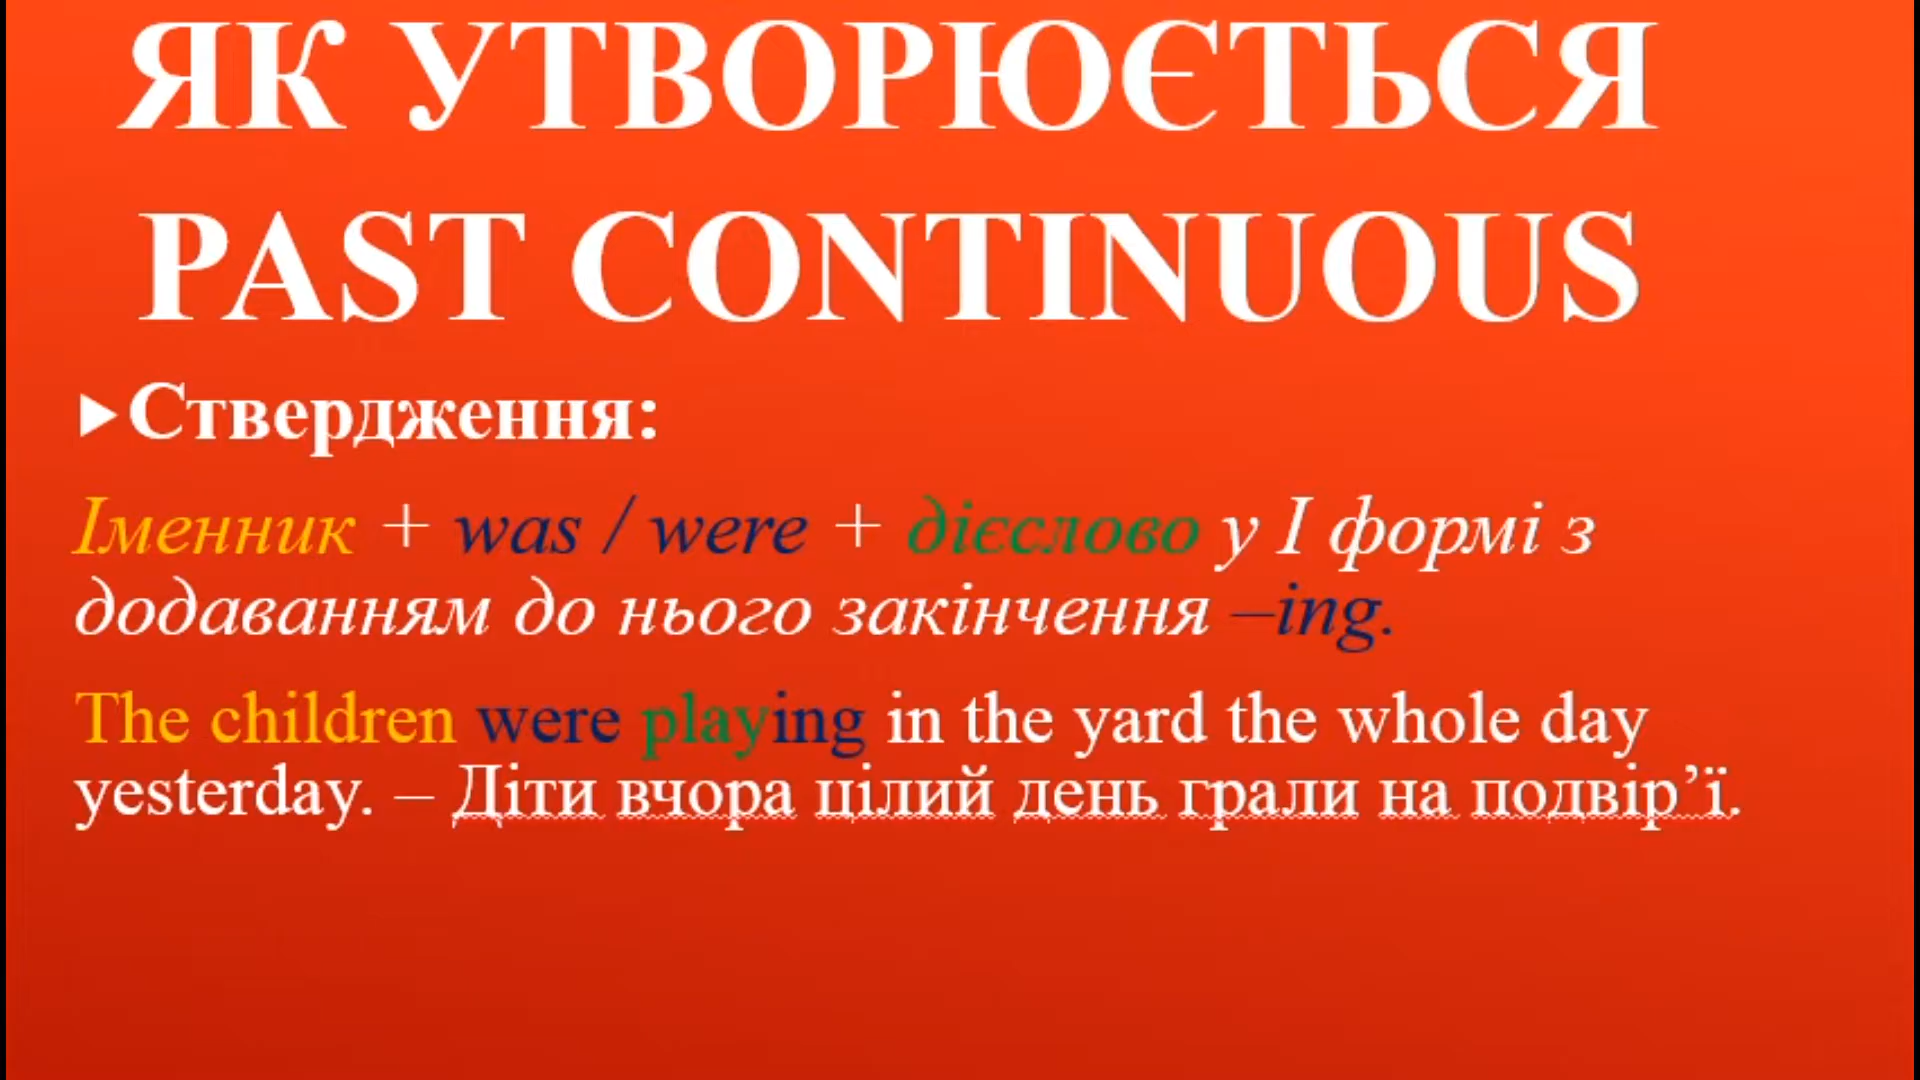 ЯК УТВОРЮЄТЬСЯ
PAST CONTINUOUS
Ствердження:
Іменник + was / were + дієслово у І формі з
додаванням до нього закінчення –ing.
The children were playing in the yard the whole day
yesterday. – Діти вчора цілий день грали на подвір’ї.